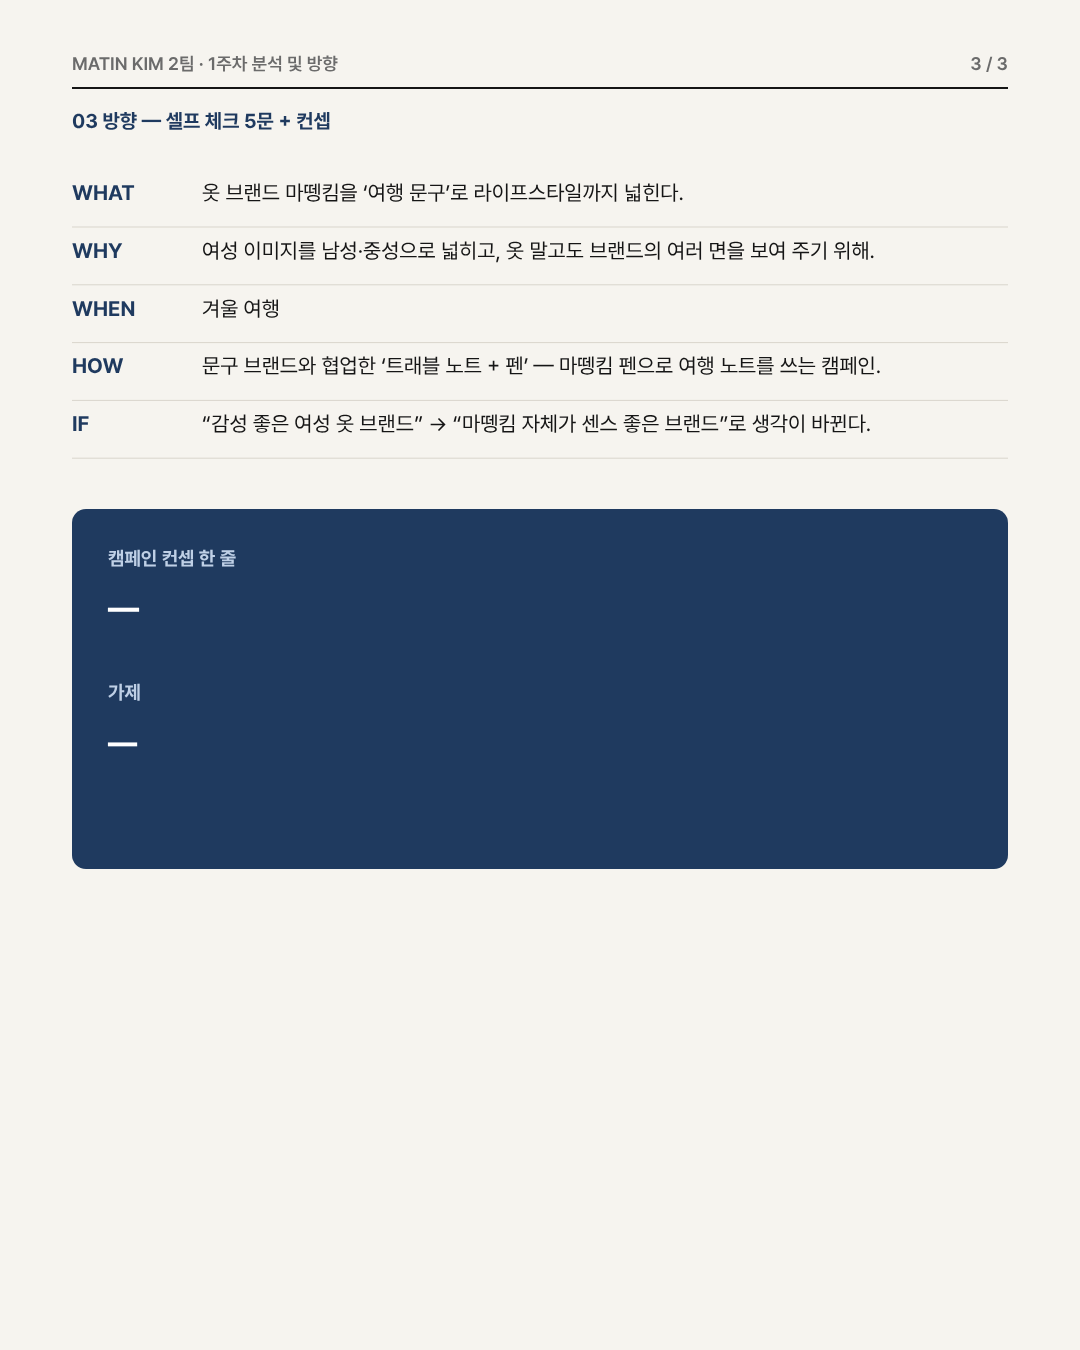 MATIN KIM 2팀 · 1주차 분석 및 방향
3 / 3
03 방향 — 셀프 체크 5문 + 컨셉
WHAT 옷 브랜드 마뗑킴을 ‘여행 문구’로 라이프스타일까지 넓힌다.
WHY 여성 이미지를 남성·중성으로 넓히고, 옷 말고도 브랜드의 여러 면을 보여 주기 위해.
WHEN 겨울 여행
HOW 문구 브랜드와 협업한 ‘트래블 노트 + 펜’ — 마뗑킴 펜으로 여행 노트를 쓰는 캠페인.
IF “감성 좋은 여성 옷 브랜드” → “마뗑킴 자체가 센스 좋은 브랜드”로 생각이 바뀐다.
캠페인 컨셉 한 줄
—
가제
—